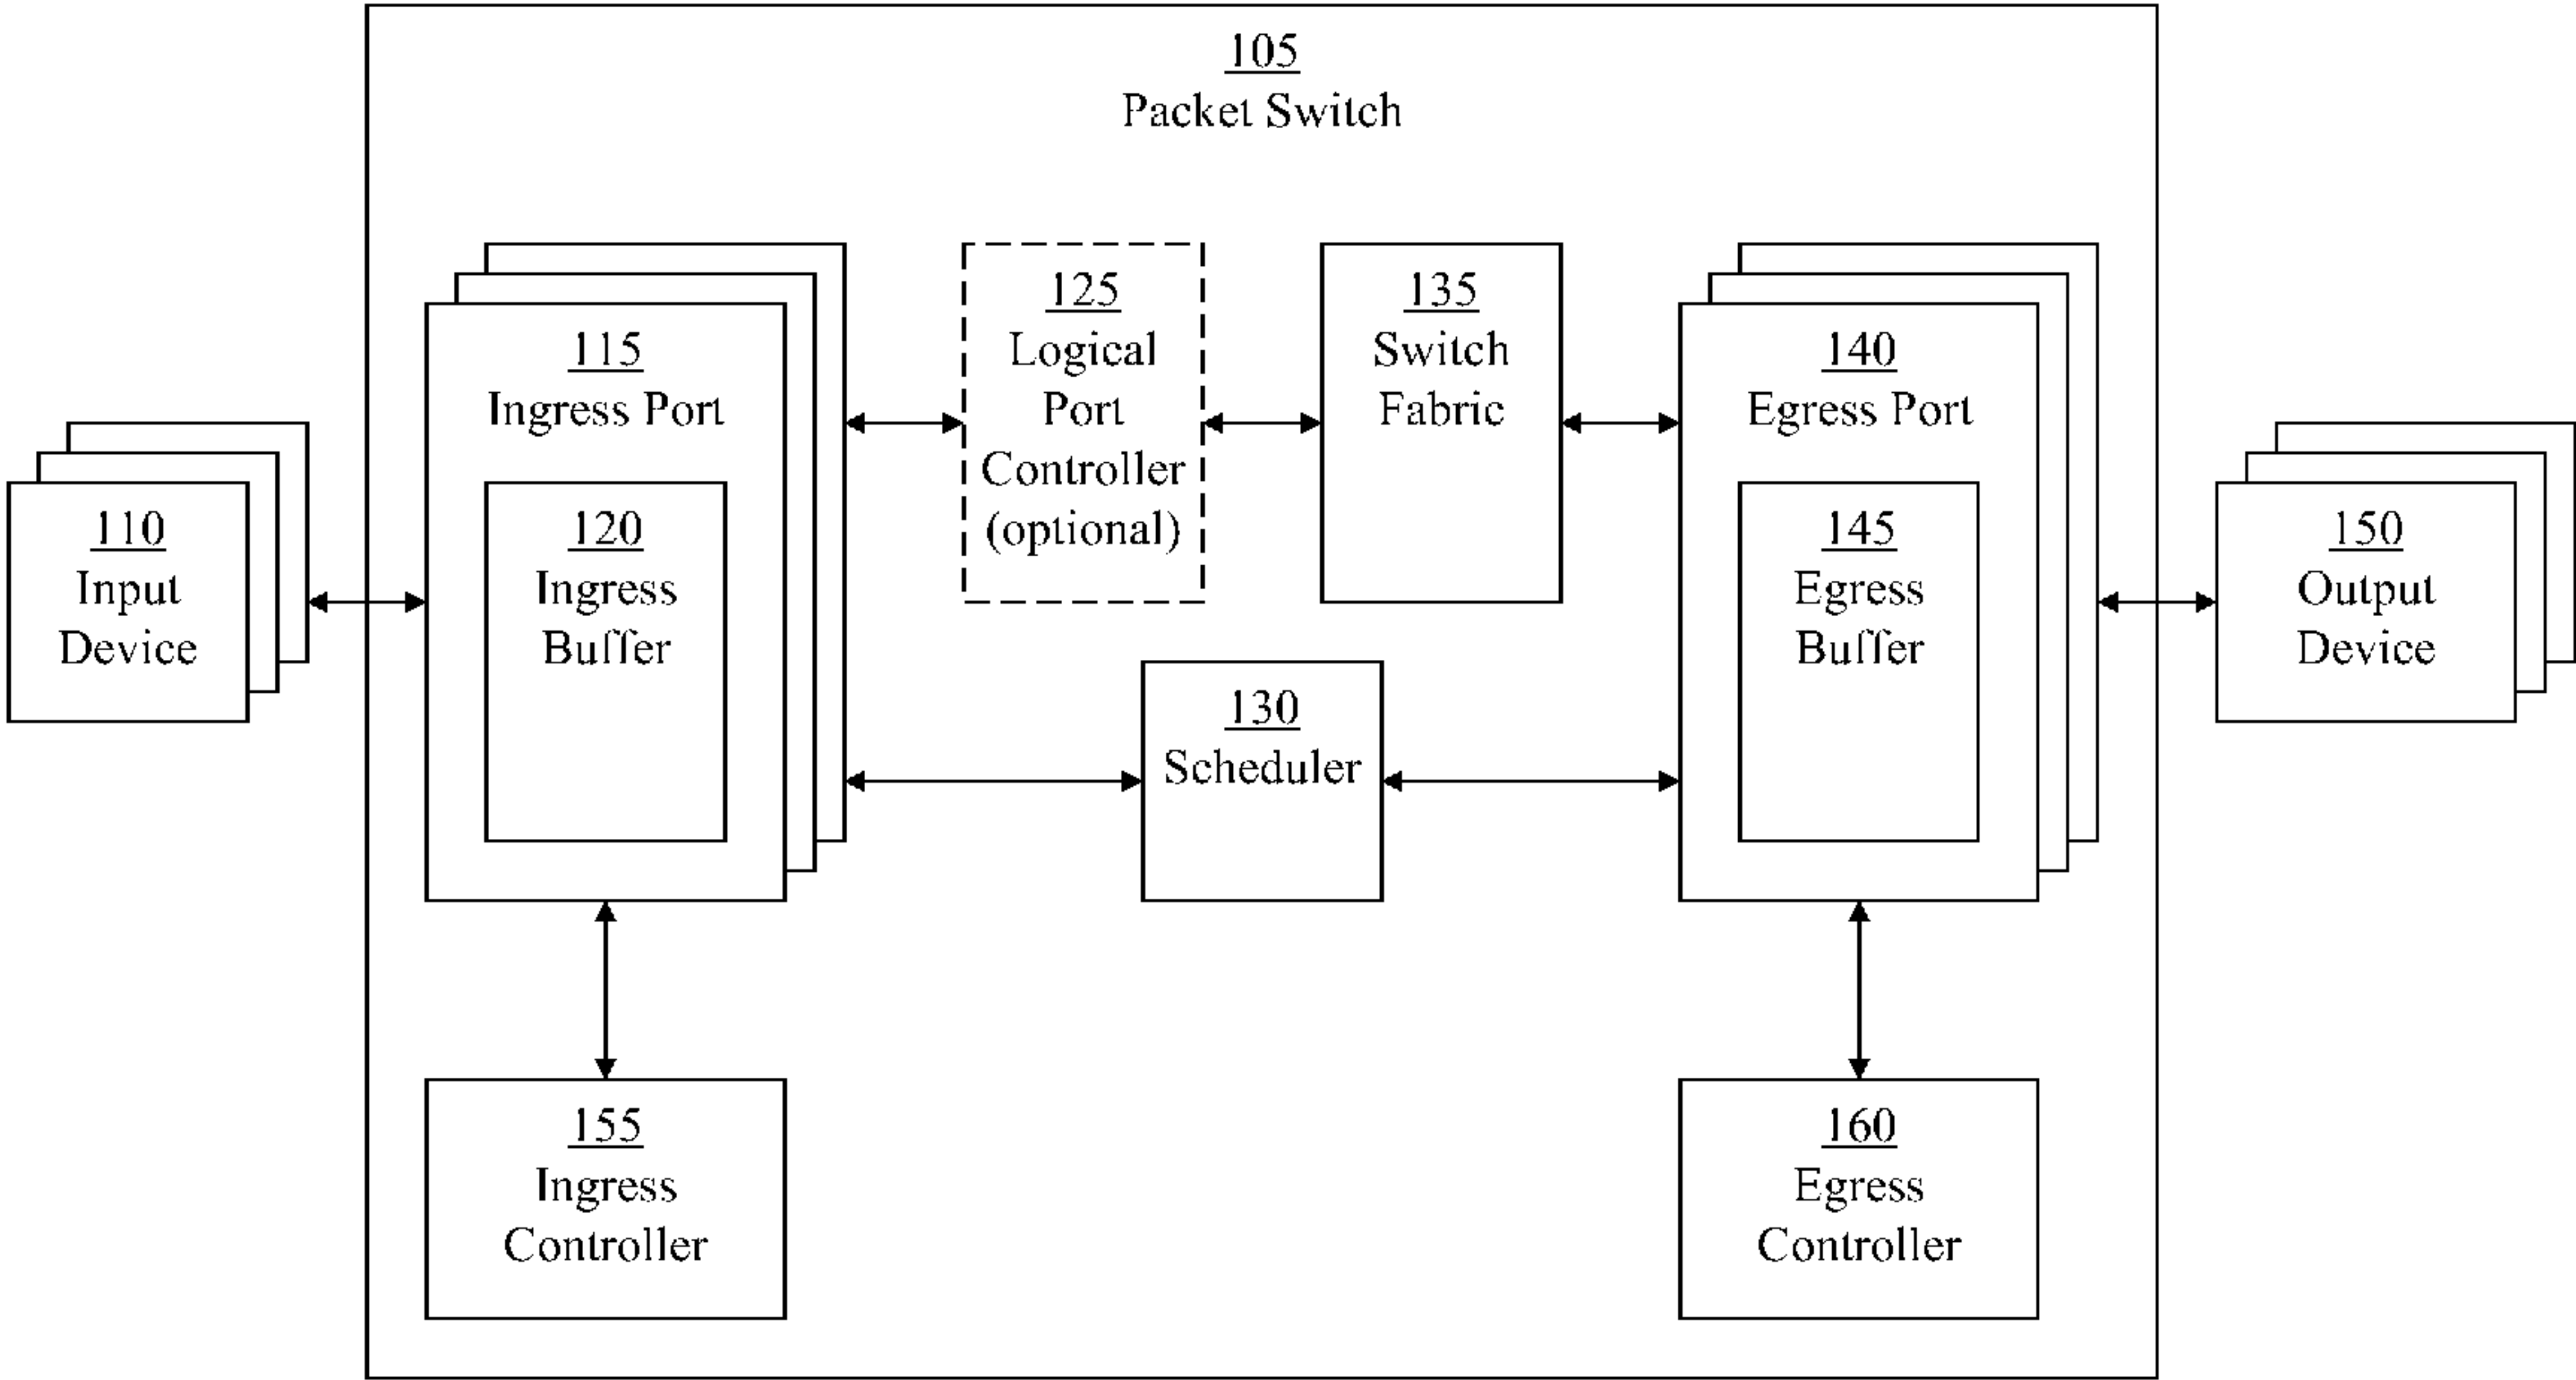 105
Packet Switch
110
Input
Device
115
Ingress Port
120
Ingress
Buffer
125
Logical
Port
Controller
(optional)
135
Switch
Fabric
130
Scheduler
140
Egress Port
145
Egress
Buffer
150
Output
Device
155
Ingress
Controller
160
Egress
Controller